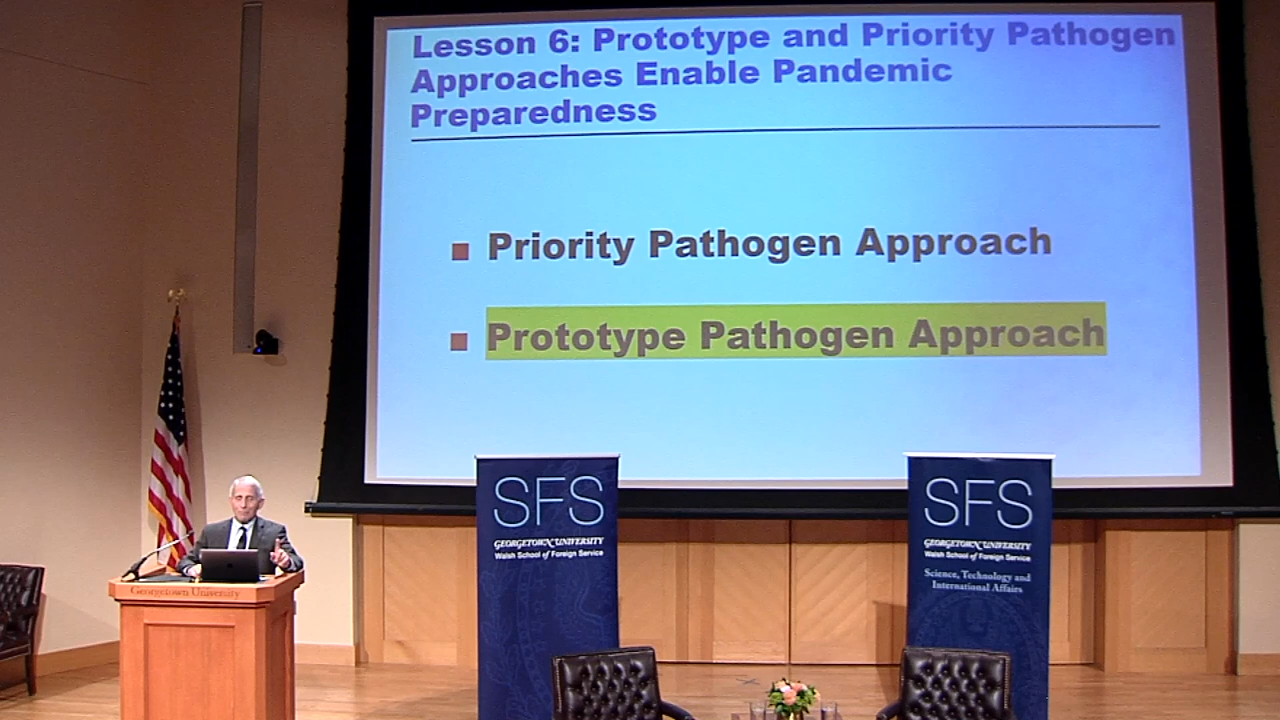 Lesson 6: Prototype and Priority Pathogen
Approaches Enable Pandemic
Preparedness
■ Priority Pathogen Approach
■ Prototype Pathogen Approach
SFS
GEORGETOWN UNIVERSITY
Walsh School of Foreign Service
SFS
GEORGETOWN UNIVERSITY
Walsh School of Foreign Service
Science, Technology and
International Affairs
Georgetown University